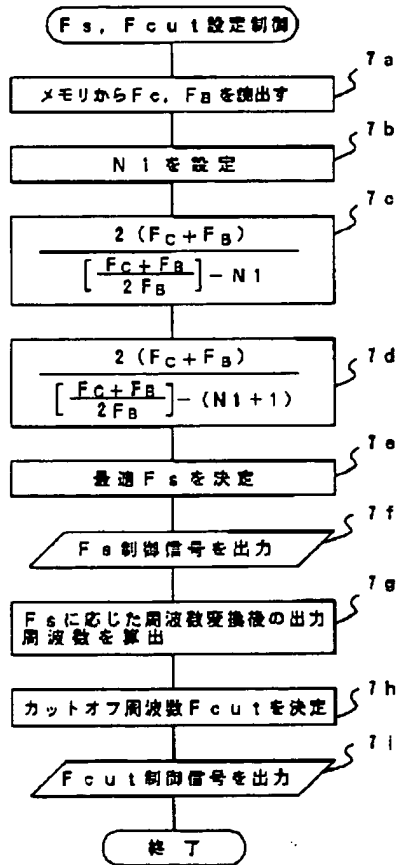 Fs，Fcut設定制御
7a
メモリからFc，FBを読出す
7b
N1を設定
7c
2(FC+FB)
[FC+FB
2FB]-N1
7d
2(FC+FB)
[FC+FB
2FB]-(N1+1)
7e
最適Fsを決定
7f
Fs制御信号を出力
7g
Fsに応じた周波数変換後の出力
周波数を算出
7h
カットオフ周波数Fcutを決定
7i
Fcut制御信号を出力
終了